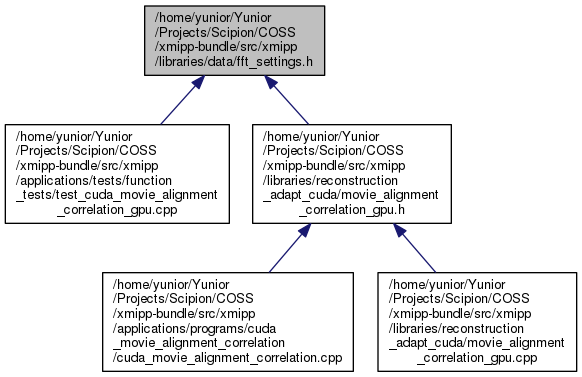 /home/yunior/Yunior
/Projects/Scipion/COSS
/xmipp-bundle/src/xmipp
/libraries/data/fft_settings.h
/home/yunior/Yunior
/Projects/Scipion/COSS
/xmipp-bundle/src/xmipp
/applications/tests/function
_tests/test_cuda_movie_alignment
_correlation_gpu.cpp
/home/yunior/Yunior
/Projects/Scipion/COSS
/xmipp-bundle/src/xmipp
/libraries/reconstruction
_adapt_cuda/movie_alignment
_correlation_gpu.h
/home/yunior/Yunior
/Projects/Scipion/COSS
/xmipp-bundle/src/xmipp
/applications/programs/cuda
_movie_alignment_correlation
/cuda_movie_alignment_correlation.cpp
/home/yunior/Yunior
/Projects/Scipion/COSS
/xmipp-bundle/src/xmipp
/libraries/reconstruction
_adapt_cuda/movie_alignment
_correlation_gpu.cpp